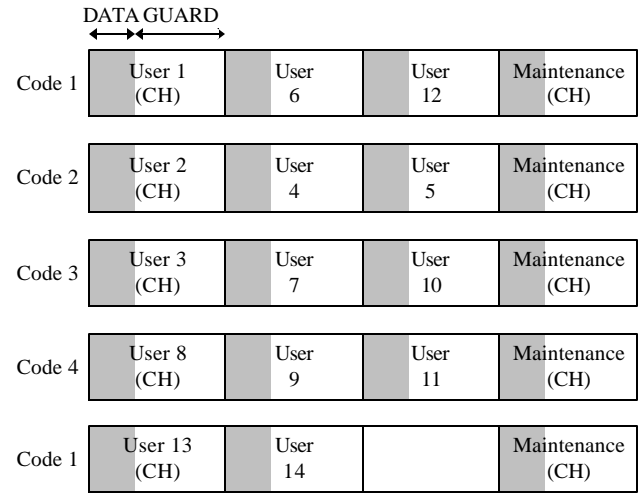 DATA GUARD
Code 1 User 1 (CH) User 6 User 12 Maintenance (CH)
Code 2 User 2 (CH) User 4 User 5 Maintenance (CH)
Code 3 User 3 (CH) User 7 User 10 Maintenance (CH)
Code 4 User 8 (CH) User 9 User 11 Maintenance (CH)
Code 1 User 13 (CH) User 14 Maintenance (CH)